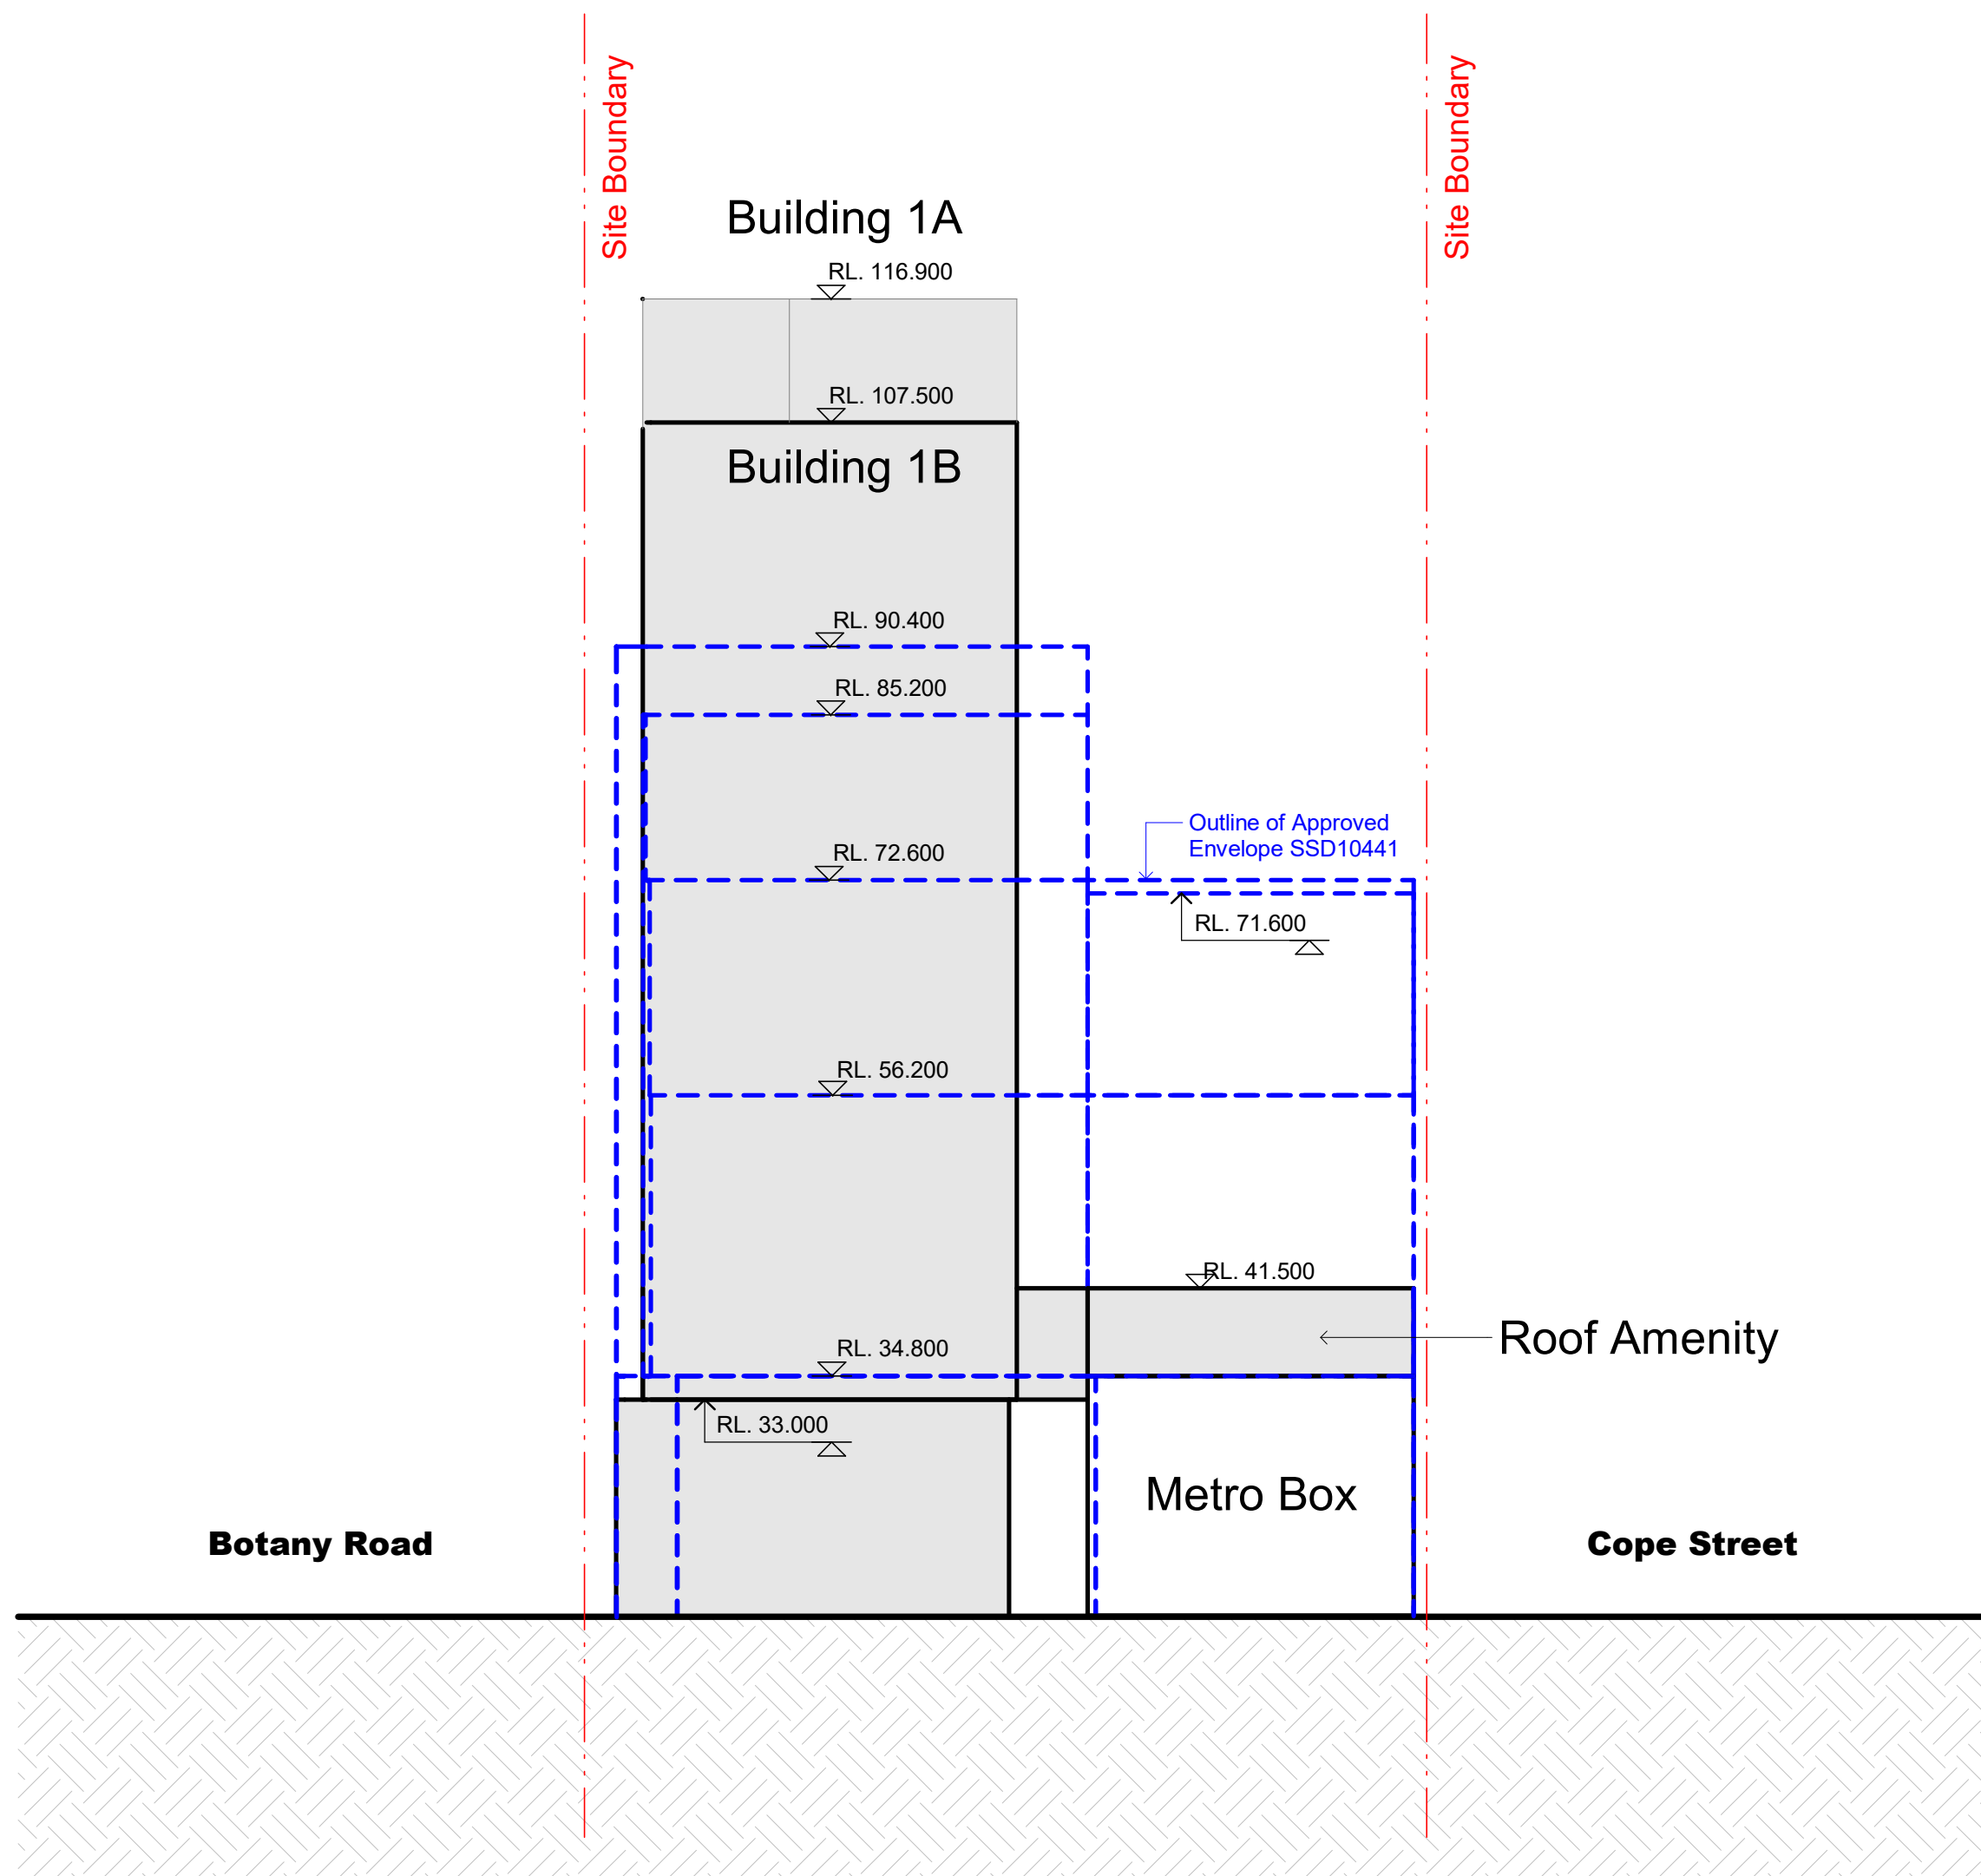 Site Boundary
Site Boundary
Building 1A
RL. 116.900
RL. 107.500
Building 1B
RL. 90.400
RL. 85.200
Outline of Approved
Envelope SSD10441
RL. 72.600
RL. 71.600
RL. 56.200
RL. 41.500
Roof Amenity
RL. 34.800
RL. 33.000
Metro Box
Botany Road
Cope Street